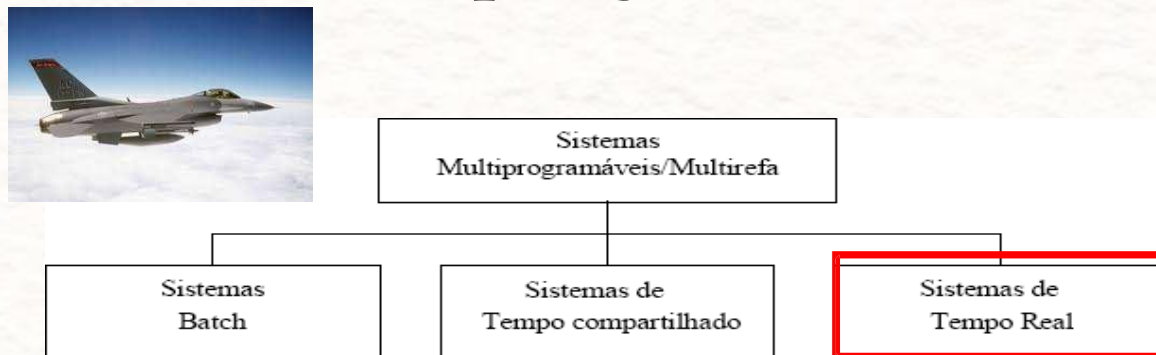 Sistemas
Multiprogramáveis/Multirefa
Sistemas
Batch
Sistemas de
Tempo compartilhado
Sistemas de
Tempo Real